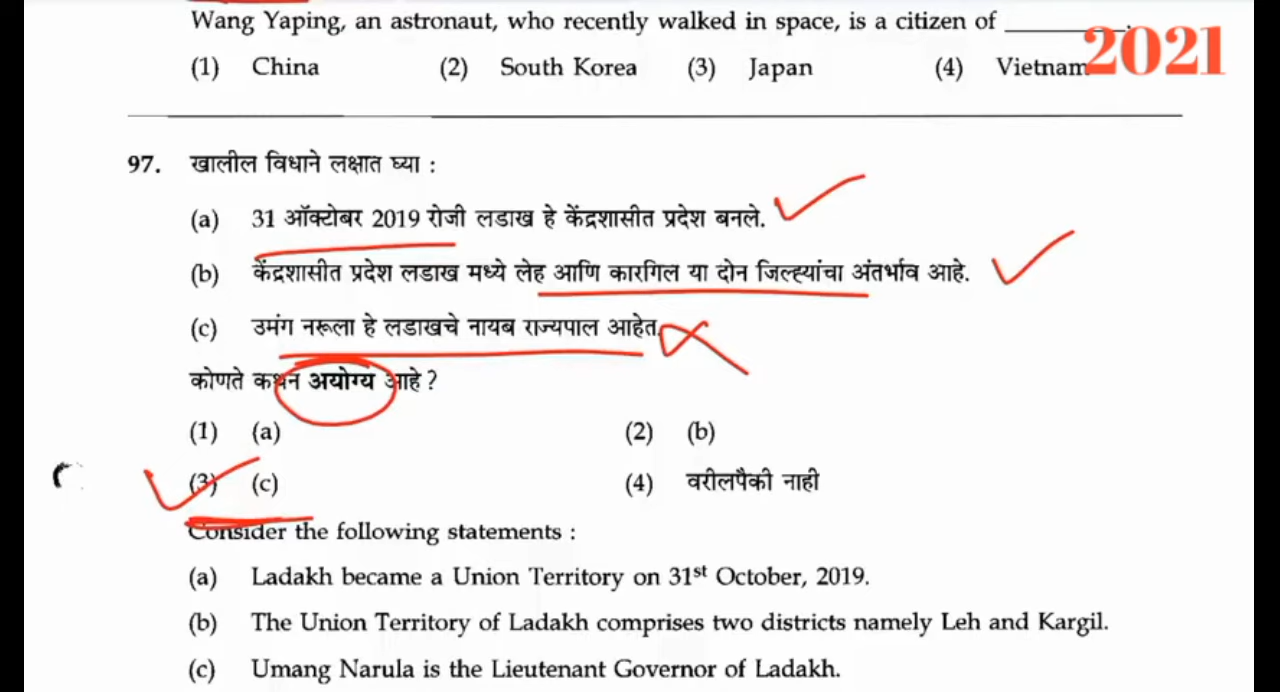 Wang Yaping, an astronaut, who recently walked in space, is a citizen of ________.
2021
(1) China (2) South Korea (3) Japan (4) Vietnam
97. खालील विधाने लक्षात घ्या :
(a) 31 ऑक्टोबर 2019 रोजी लडाख हे केंद्रशासीत प्रदेश बनले.
(b) केंद्रशासीत प्रदेश लडाख मध्ये लेह आणि कारगिल या दोन जिल्ह्यांचा अंतर्भाव आहे.
(c) उमंग नरूला हे लडाखचे नायब राज्यपाल आहेत.
कोणते कथन अयोग्य आहे ?
(1) (a) (2) (b)
(3) (c) (4) वरीलपैकी नाही
Consider the following statements :
(a) Ladakh became a Union Territory on 31st October, 2019.
(b) The Union Territory of Ladakh comprises two districts namely Leh and Kargil.
(c) Umang Narula is the Lieutenant Governor of Ladakh.